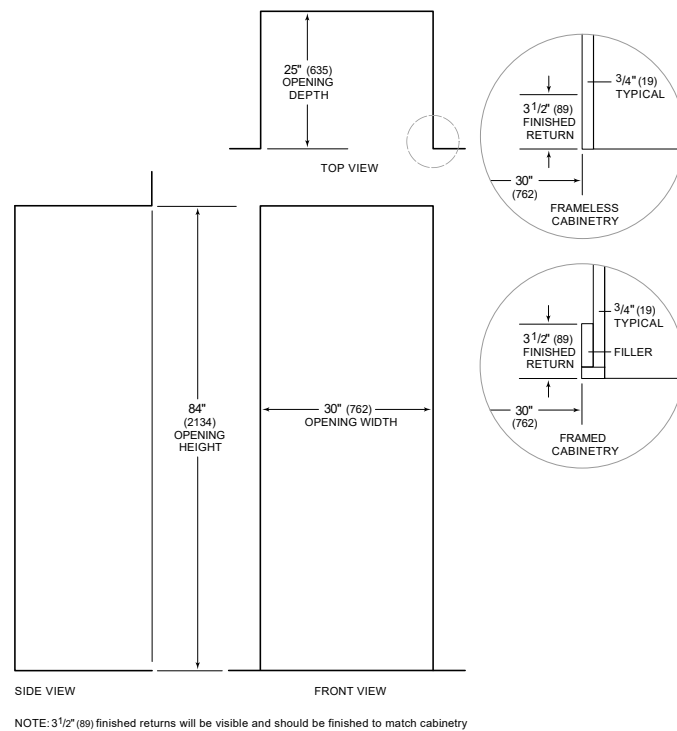 25" (635)
OPENING
DEPTH
TOP VIEW
3/4" (19)
TYPICAL
3 1/2" (89)
FINISHED
RETURN
30"
(762)
FRAMELESS
CABINETRY
3/4" (19)
TYPICAL
3 1/2" (89)
FINISHED
RETURN
FILLER
30"
(762)
FRAMED
CABINETRY
84"
(2134)
OPENING
HEIGHT
30" (762)
OPENING WIDTH
SIDE VIEW
FRONT VIEW
NOTE: 3 1/2" (89) finished returns will be visible and should be finished to match cabinetry